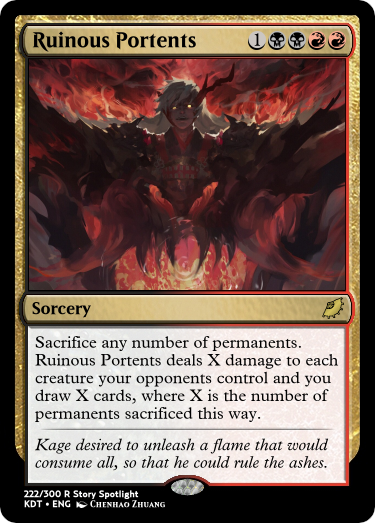 Ruinous Portents 1
Sorcery
Sacrifice any number of permanents.
Ruinous Portents deals X damage to each
creature your opponents control and you
draw X cards, where X is the number of
permanents sacrificed this way.
Kage desired to unleash a flame that would
consume all, so that he could rule the ashes.
222/300 R Story Spotlight
KDT • ENG Chenhao Zhuang